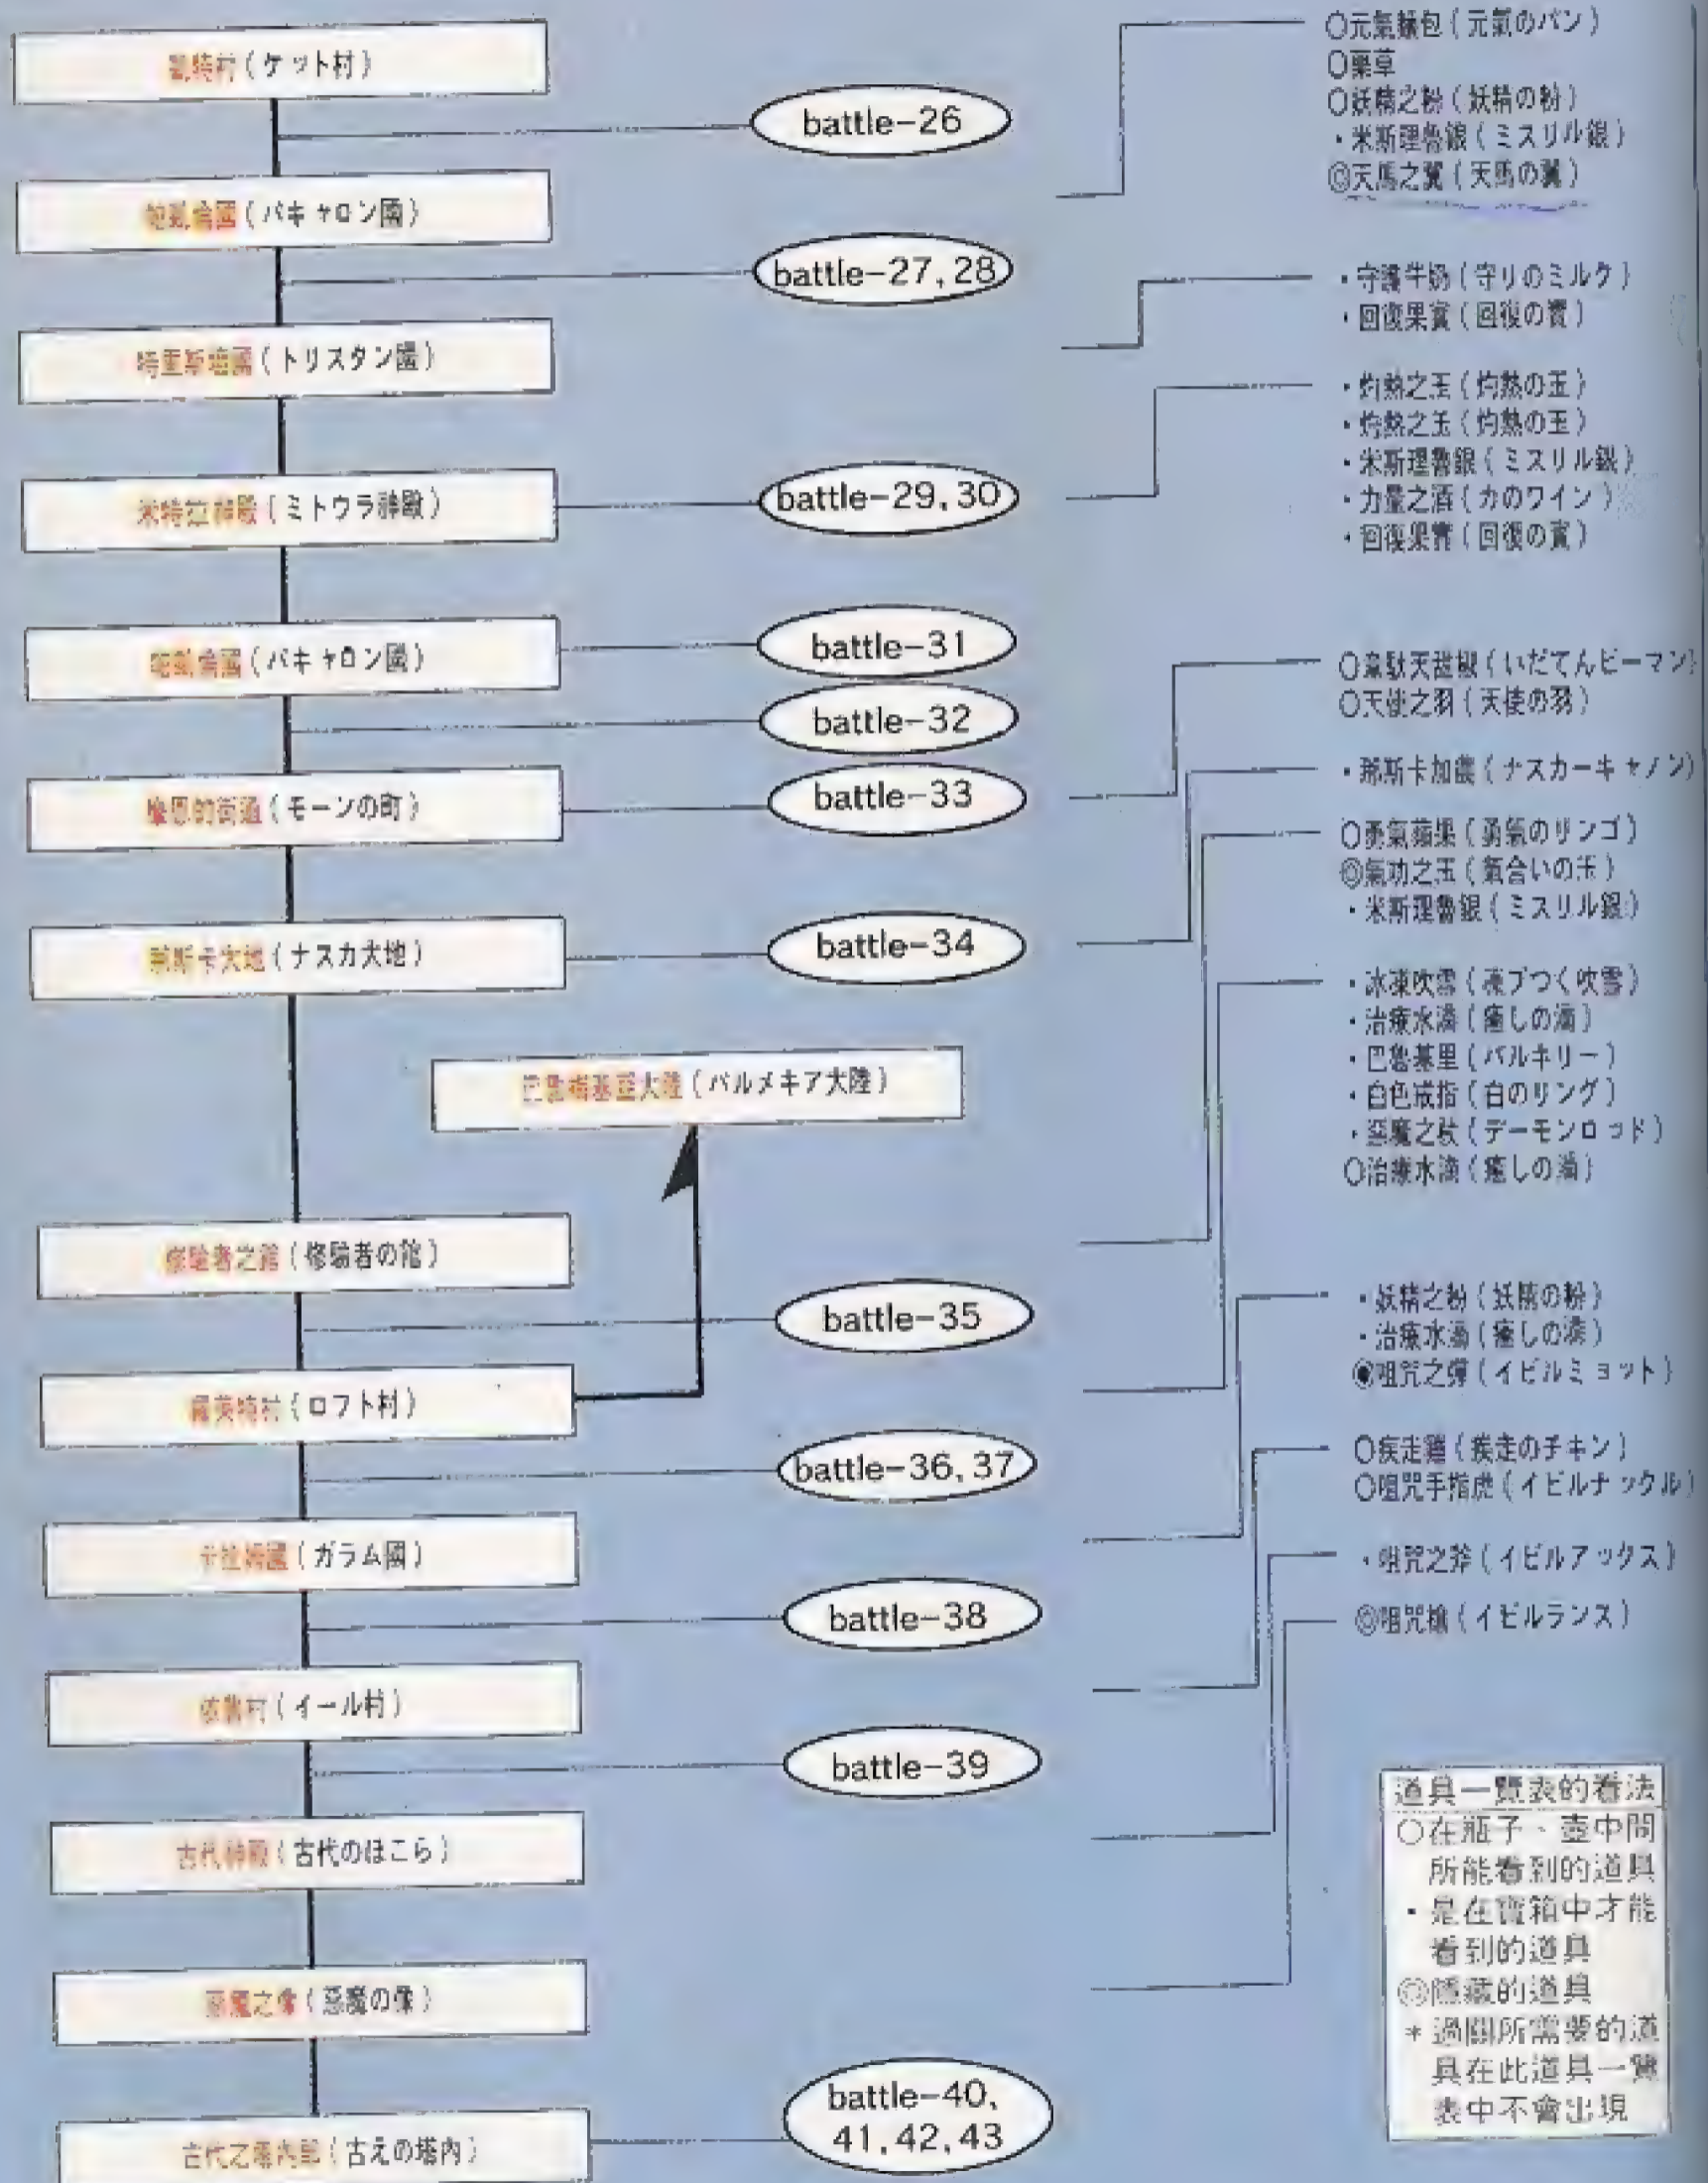 凱特村(ケット村)
battle-26
帕凱倫國(パキャロン國)
battle-27, 28
特里斯坦國(トリスタン國)
米特拉神殿(ミトウラ神殿)
battle-29, 30
帕凱倫國(パキャロン國)
battle-31
battle-32
摩恩的街道(モーンの町)
battle-33
那斯卡大地(ナスカ大地)
battle-34
巴魯梅基亞大陸(バルメキア大陸)
修驗者之館(修驗者の館)
battle-35
羅芙特村(ロフト村)
battle-36, 37
卡拉姆國(ガラム國)
battle-38
依魯村(イール村)
battle-39
古代神殿(古代のほこら)
惡魔之像(惡魔の像)
古代之塔內部(古えの塔内)
battle-40,
41, 42, 43
○元氣麵包(元氣のパン)
○藥草
○妖精之粉(妖精の粉)
・米斯理魯銀(ミスリル銀)
◎天馬之翼(天馬の翼)
・守護牛奶(守りのミルク)
・回復果實(回復の實)
・灼熱之玉(灼熱の玉)
・灼熱之玉(灼熱の玉)
・米斯理魯銀(ミスリル銀)
・力量之酒(力のワイン)
・回復果實(回復の實)
○韋駄天甜椒(いだてんピーマン)
○天使之羽(天使の羽)
・那斯卡加農(ナスカーキャノン)
○勇氣蘋果(勇氣のリンゴ)
◎氣功之玉(氣合いの玉)
・米斯理魯銀(ミスリル銀)
・冰凍吹雪(凍てつく吹雪)
・治療水滴(癒しの滴)
・巴魯基里(バルキリー)
・白色戒指(白のリング)
・惡魔之杖(デーモンロッド)
○治療水滴(癒しの滴)
・妖精之粉(妖精の粉)
・治療水滴(癒しの滴)
◉咀咒之彈(イビルミョット)
○疾走雞(疾走のチキン)
○咀咒手指虎(イビルナックル)
・咀咒之斧(イビルアックス)
◎咀咒槍(イビルランス)
道具一覽表的看法
○在瓶子、壺中間
所能看到的道具
・是在寶箱中才能
看到的道具
◎隱藏的道具
*過關所需要的道
具在此道具一覽
表中不會出現